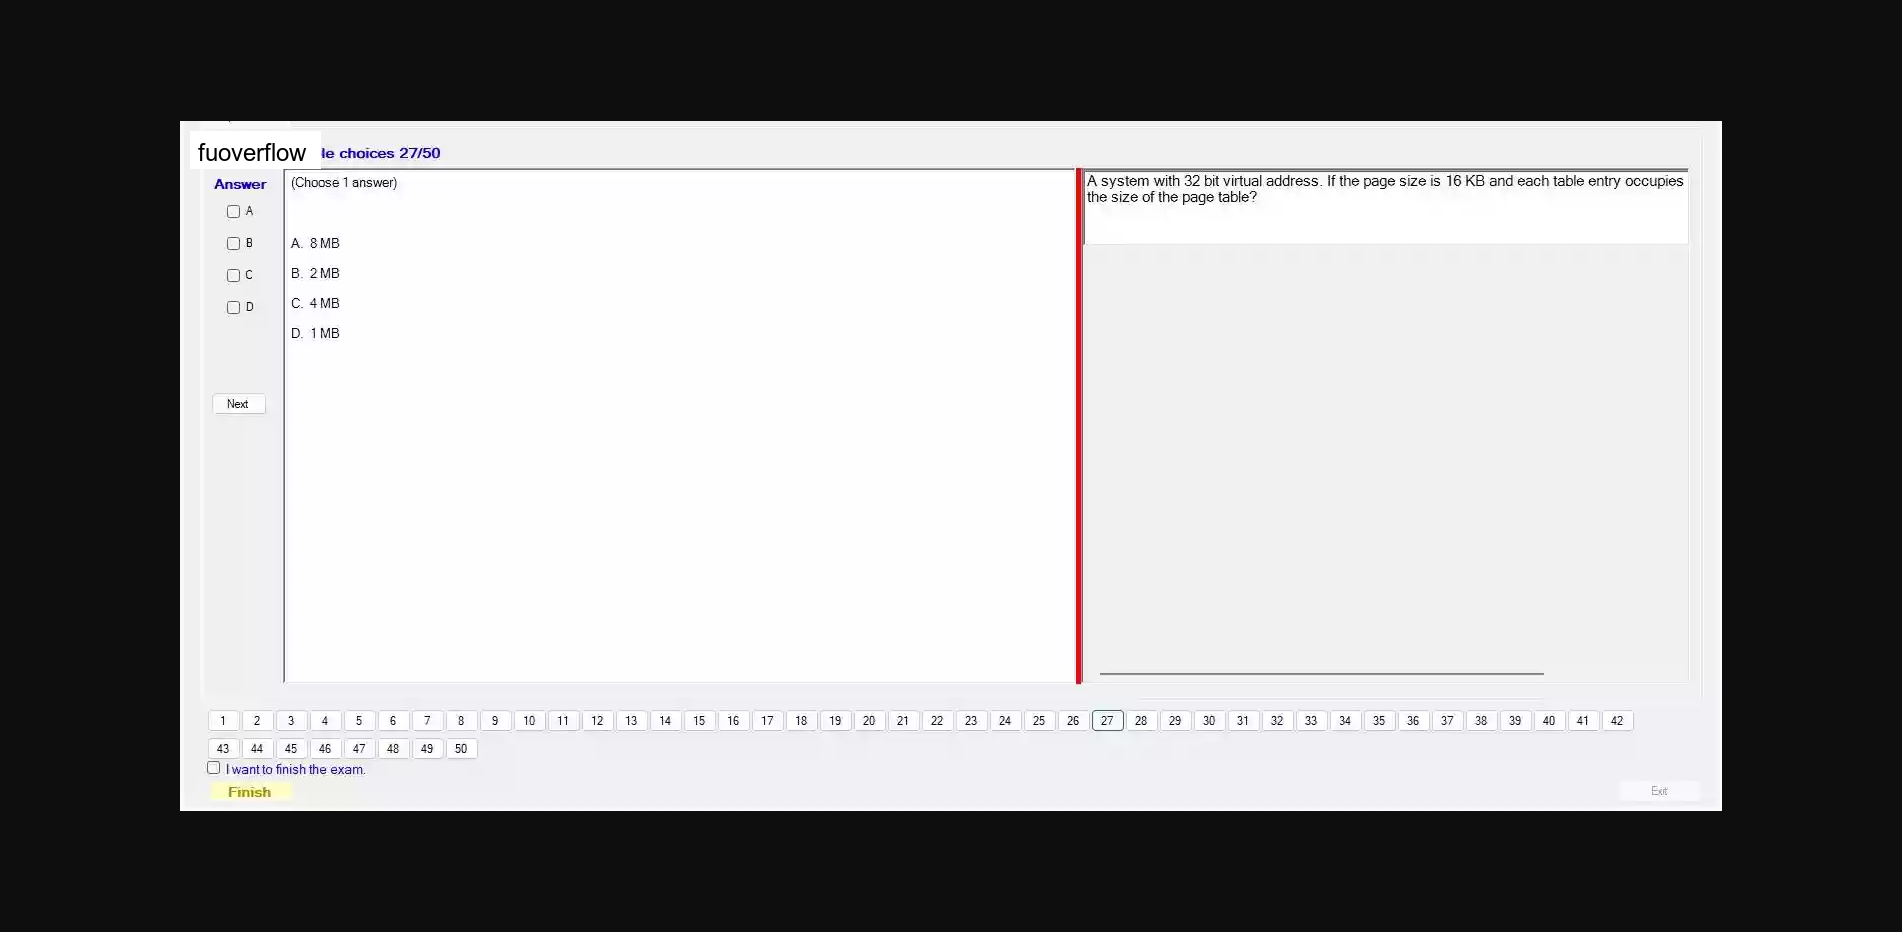 fuoverflow
le choices 27/50
Answer
(Choose 1 answer)
A
B
C
D
A. 8 MB
B. 2 MB
C. 4 MB
D. 1 MB
Next
A system with 32 bit virtual address. If the page size is 16 KB and each table entry occupies
the size of the page table?
1 2 3 4 5 6 7 8 9 10 11 12 13 14 15 16 17 18 19 20 21 22 23 24 25 26 27 28 29 30 31 32 33 34 35 36 37 38 39 40 41 42
43 44 45 46 47 48 49 50
I want to finish the exam.
Finish
Exit